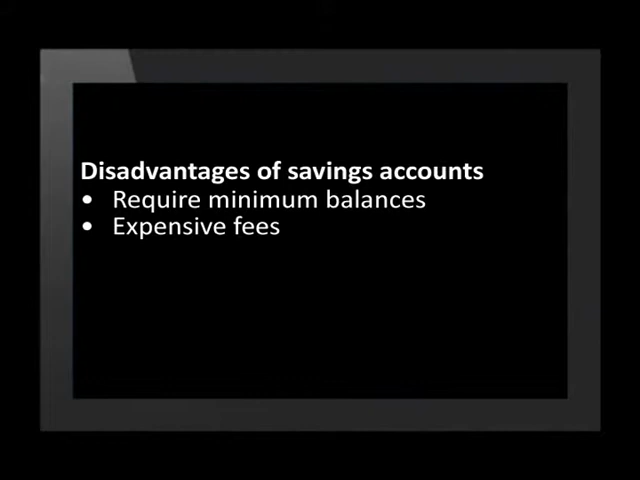 Disadvantages of savings accounts
• Require minimum balances
• Expensive fees